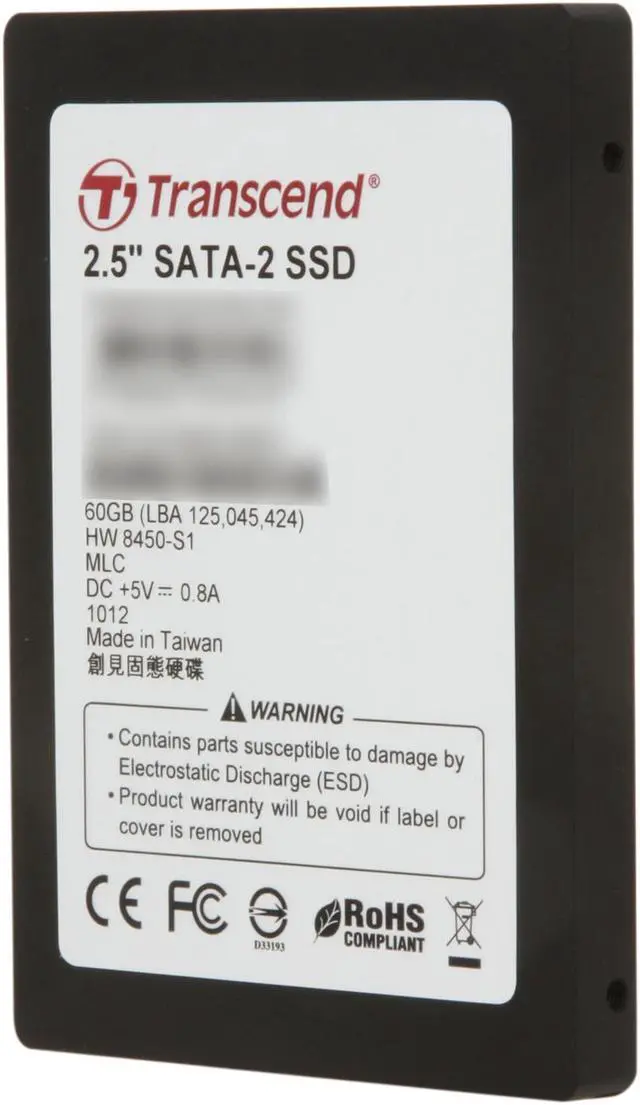 Transcend®
2.5" SATA-2 SSD
60GB (LBA 125,045,424)
HW 8450-S1
MLC
DC +5V⎓ 0.8A
1012
Made in Taiwan
創見固態硬碟
WARNING
• Contains parts susceptible to damage by
Electrostatic Discharge (ESD)
• Product warranty will be void if label or
cover is removed
CE FC D33193 RoHS
COMPLIANT